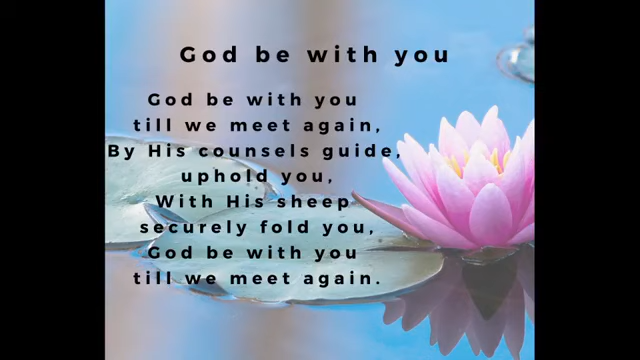 God be with you
God be with you
till we meet again,
By His counsels guide,
uphold you,
With His sheep
securely fold you,
God be with you
till we meet again.